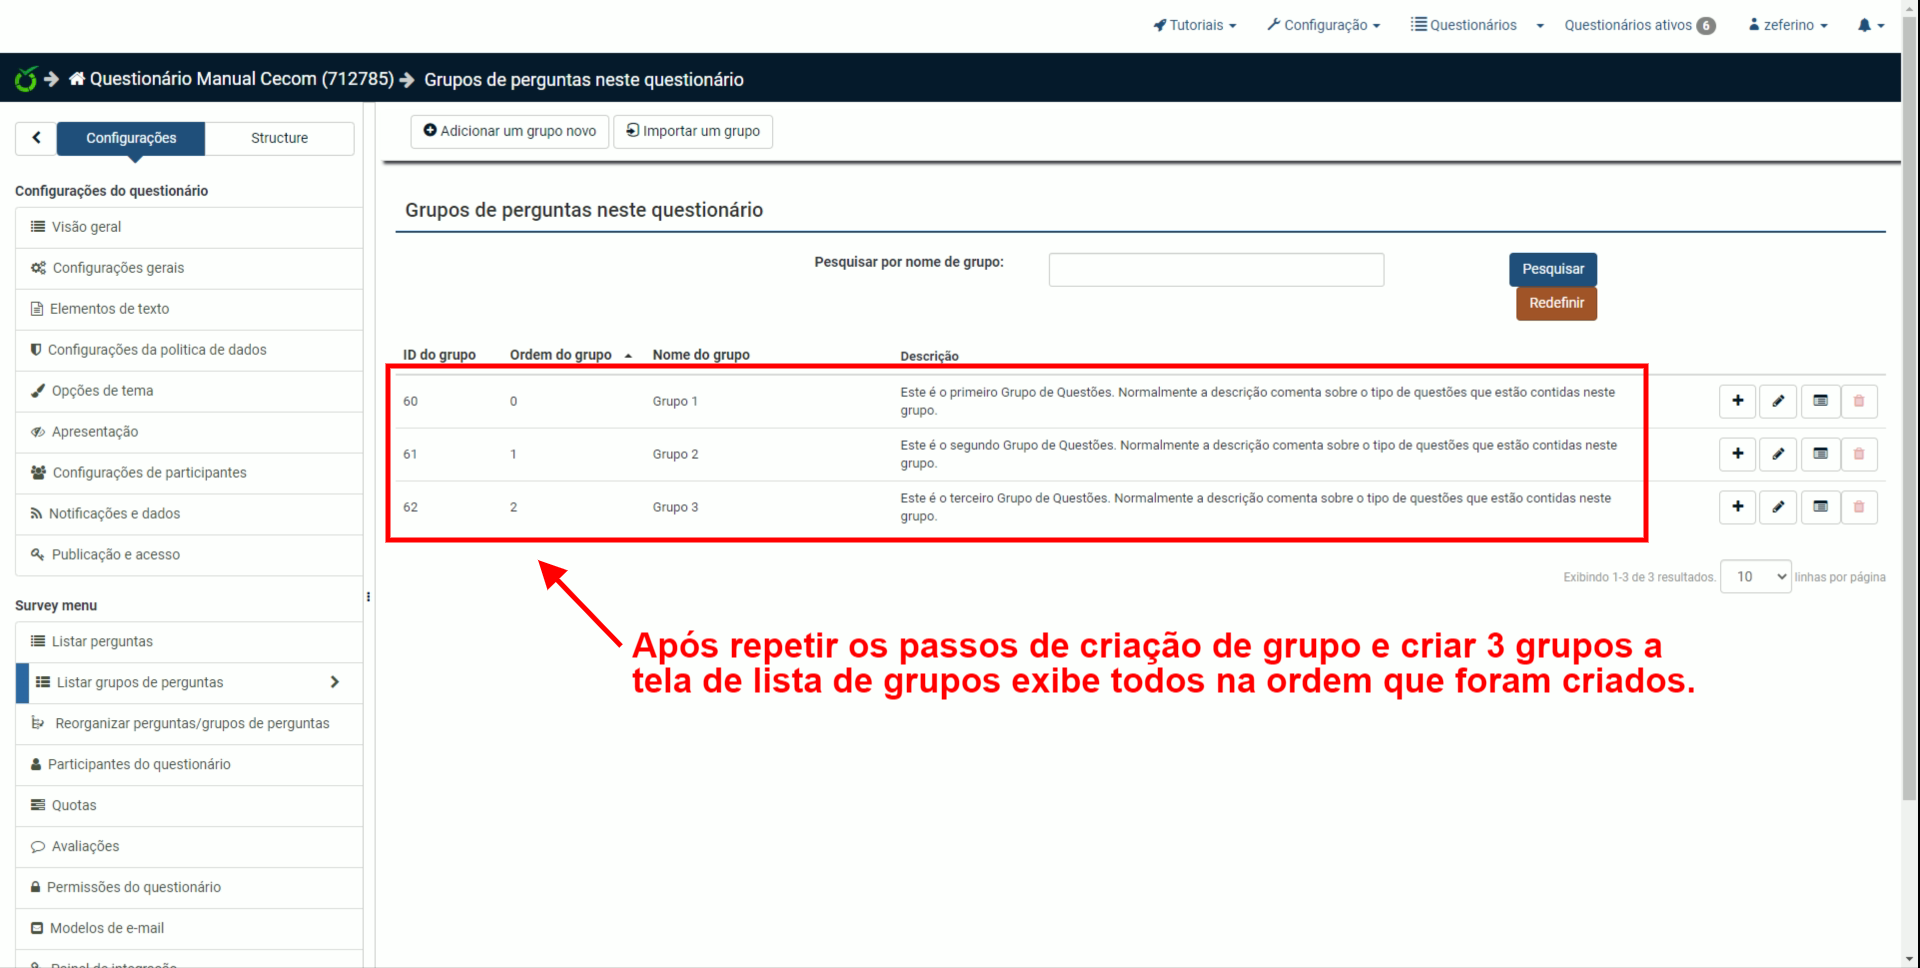 Tutoriais
Configuração
Questionários
Questionários ativos 6
zeferino
Questionário Manual Cecom (712785)
Grupos de perguntas neste questionário
Configurações
Structure
Adicionar um grupo novo
Importar um grupo
Configurações do questionário
Visão geral
Configurações gerais
Elementos de texto
Configurações da politica de dados
Opções de tema
Apresentação
Configurações de participantes
Notificações e dados
Publicação e acesso
Survey menu
Listar perguntas
Listar grupos de perguntas
Reorganizar perguntas/grupos de perguntas
Participantes do questionário
Quotas
Avaliações
Permissões do questionário
Modelos de e-mail
Painel de integração
Grupos de perguntas neste questionário
Pesquisar por nome de grupo:
Pesquisar
Redefinir
ID do grupo Ordem do grupo Nome do grupo Descrição
60 0 Grupo 1 Este é o primeiro Grupo de Questões. Normalmente a descrição comenta sobre o tipo de questões que estão contidas neste
grupo.
61 1 Grupo 2 Este é o segundo Grupo de Questões. Normalmente a descrição comenta sobre o tipo de questões que estão contidas neste
grupo.
62 2 Grupo 3 Este é o terceiro Grupo de Questões. Normalmente a descrição comenta sobre o tipo de questões que estão contidas neste
grupo.
Exibindo 1-3 de 3 resultados. 10 linhas por página
Após repetir os passos de criação de grupo e criar 3 grupos a
tela de lista de grupos exibe todos na ordem que foram criados.